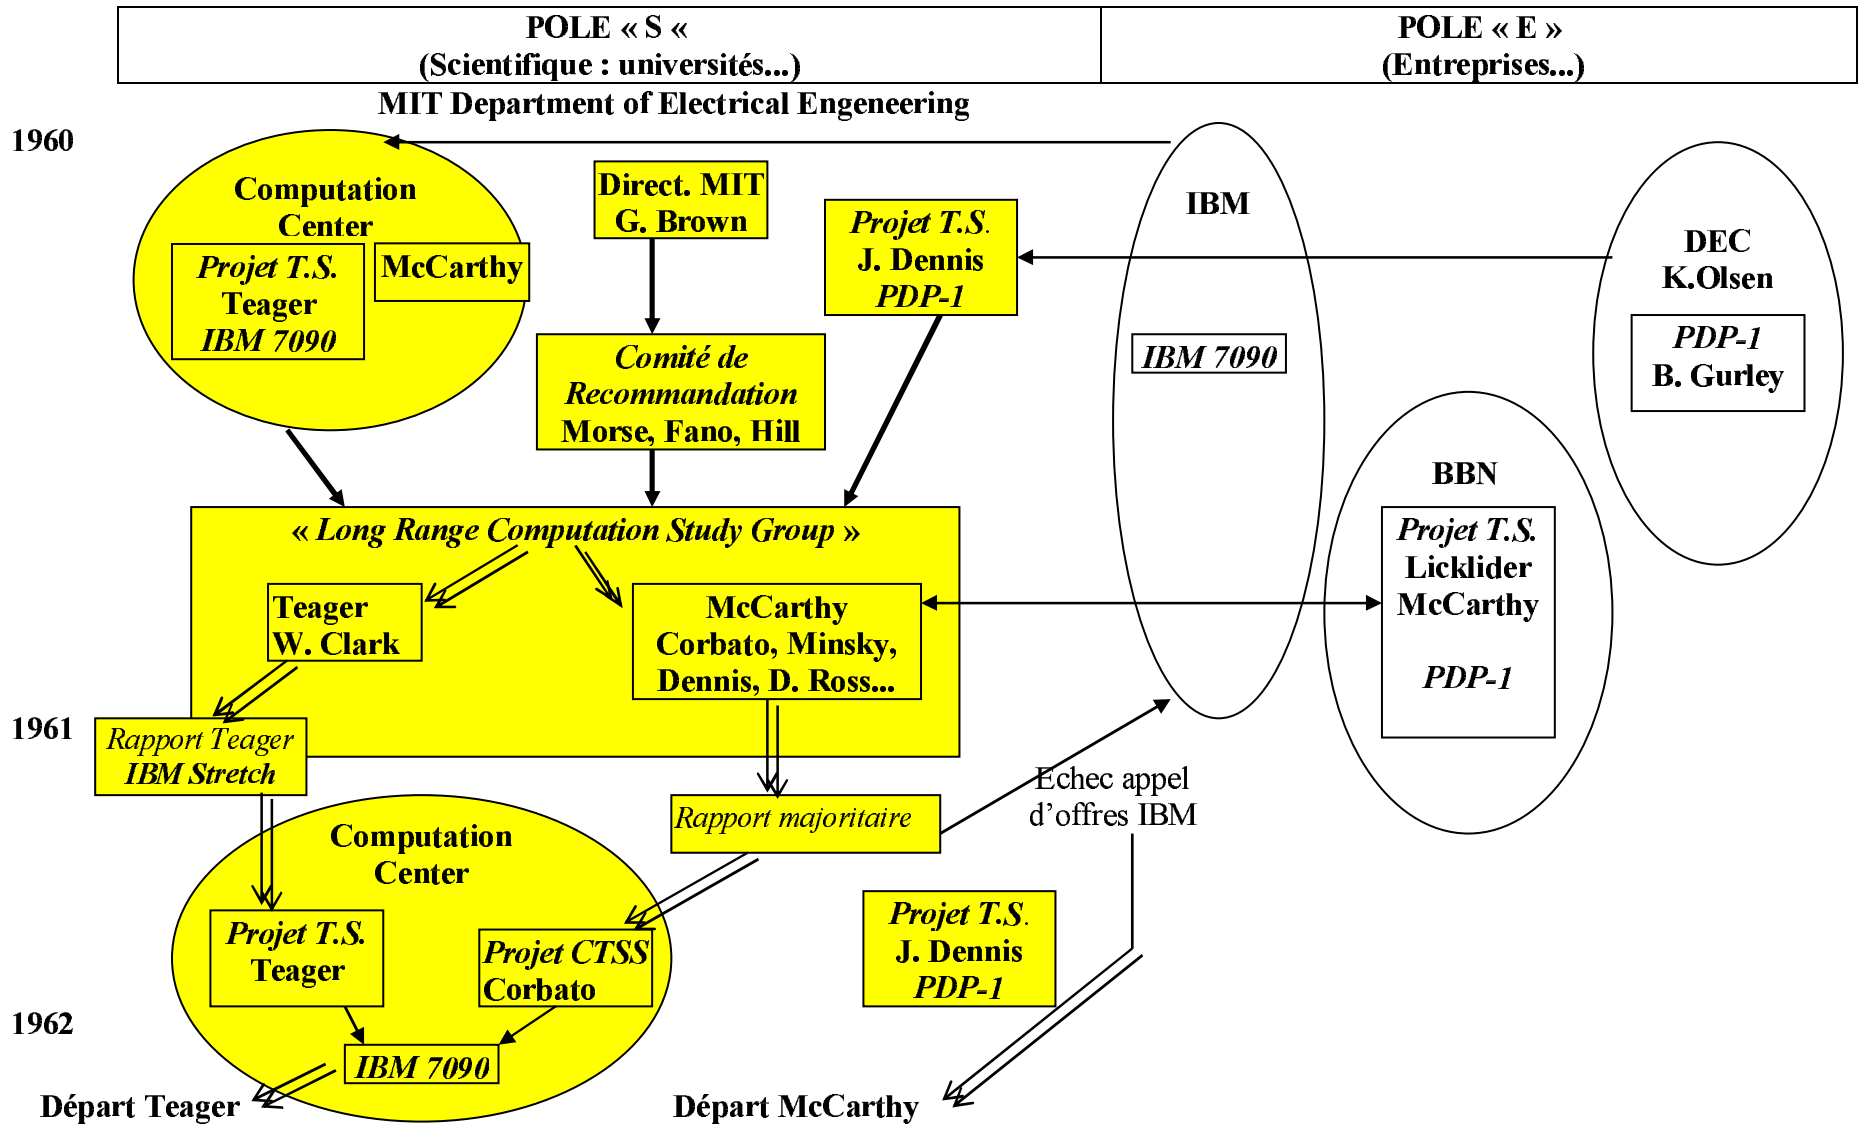 POLE « S «
(Scientifique : universités...)
POLE « E »
(Entreprises...)
MIT Department of Electrical Engeneering
1960
Computation
Center
Projet T.S.
Teager
IBM 7090
McCarthy
Direct. MIT
G. Brown
Projet T.S.
J. Dennis
PDP-1
IBM
IBM 7090
DEC
K.Olsen
PDP-1
B. Gurley
Comité de
Recommandation
Morse, Fano, Hill
BBN
Projet T.S.
Licklider
McCarthy
PDP-1
« Long Range Computation Study Group »
Teager
W. Clark
McCarthy
Corbato, Minsky,
Dennis, D. Ross...
1961
Rapport Teager
IBM Stretch
Rapport majoritaire
Echec appel
d’offres IBM
Computation
Center
Projet T.S.
Teager
Projet CTSS
Corbato
Projet T.S.
J. Dennis
PDP-1
1962
IBM 7090
Départ Teager
Départ McCarthy